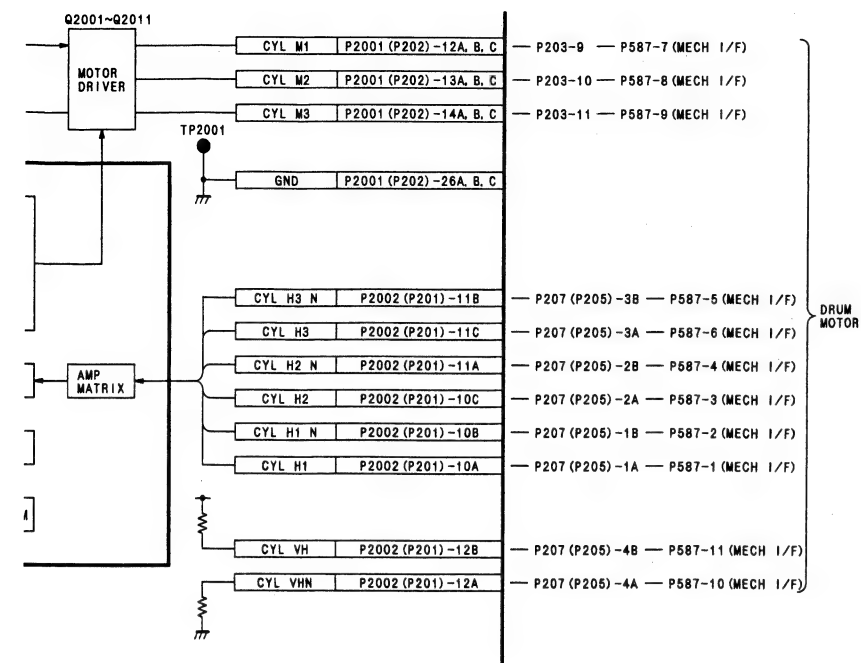 Q2001~Q2011
MOTOR
DRIVER
CYL M1 P2001(P202)-12A, B, C — P203-9 — P587-7(MECH I/F)
CYL M2 P2001(P202)-13A, B, C — P203-10 — P587-8(MECH I/F)
CYL M3 P2001(P202)-14A, B, C — P203-11 — P587-9(MECH I/F)
TP2001
GND P2001(P202)-26A, B, C
CYL H3 N P2002(P201)-11B — P207(P205)-3B — P587-5(MECH I/F)
CYL H3 P2002(P201)-11C — P207(P205)-3A — P587-6(MECH I/F)
CYL H2 N P2002(P201)-11A — P207(P205)-2B — P587-4(MECH I/F)
CYL H2 P2002(P201)-10C — P207(P205)-2A — P587-3(MECH I/F)
CYL H1 N P2002(P201)-10B — P207(P205)-1B — P587-2(MECH I/F)
CYL H1 P2002(P201)-10A — P207(P205)-1A — P587-1(MECH I/F)
DRUM
MOTOR
AMP
MATRIX
CYL VH P2002(P201)-12B — P207(P205)-4B — P587-11(MECH I/F)
CYL VHN P2002(P201)-12A — P207(P205)-4A — P587-10(MECH I/F)